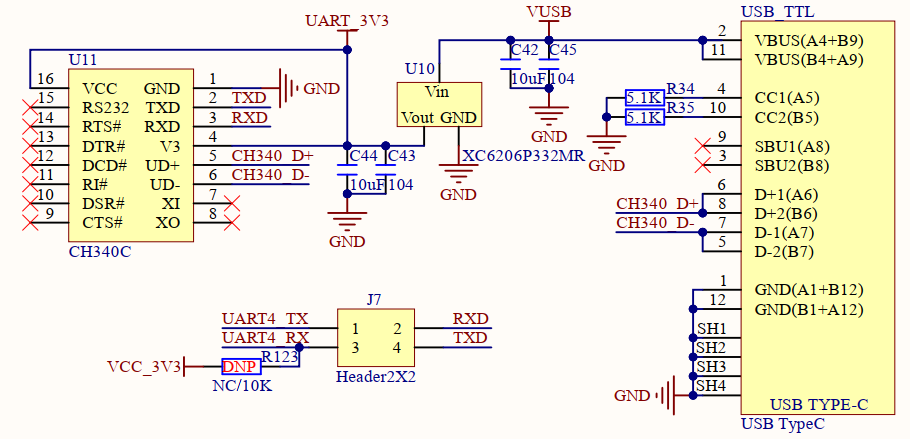 UART_3V3
U11
16 VCC GND 1 GND
15 RS232 TXD 2 TXD
14 RTS# RXD 3 RXD
13 DTR# V3 4
12 DCD# UD+ 5 CH340_D+
11 RI# UD- 6 CH340_D-
10 DSR# XI 7
9 CTS# XO 8
CH340C
C44 C43
10uF 104
GND
VUSB
C42 C45
10uF 104
GND
U10
Vin
Vout GND
XC6206P332MR
GND
USB_TTL
2 VBUS(A4+B9)
11 VBUS(B4+A9)
5.1K R34 4 CC1(A5)
5.1K R35 10 CC2(B5)
GND
9 SBU1(A8)
3 SBU2(B8)
6 D+1(A6)
CH340_D+ 8 D+2(B6)
CH340_D- 7 D-1(A7)
5 D-2(B7)
1 GND(A1+B12)
12 GND(B1+A12)
SH1
SH2
SH3
SH4
GND
USB TYPE-C
USB TypeC
J7
UART4_TX 1 2 RXD
UART4_RX 3 4 TXD
Header2X2
VCC_3V3 DNP R123
NC/10K